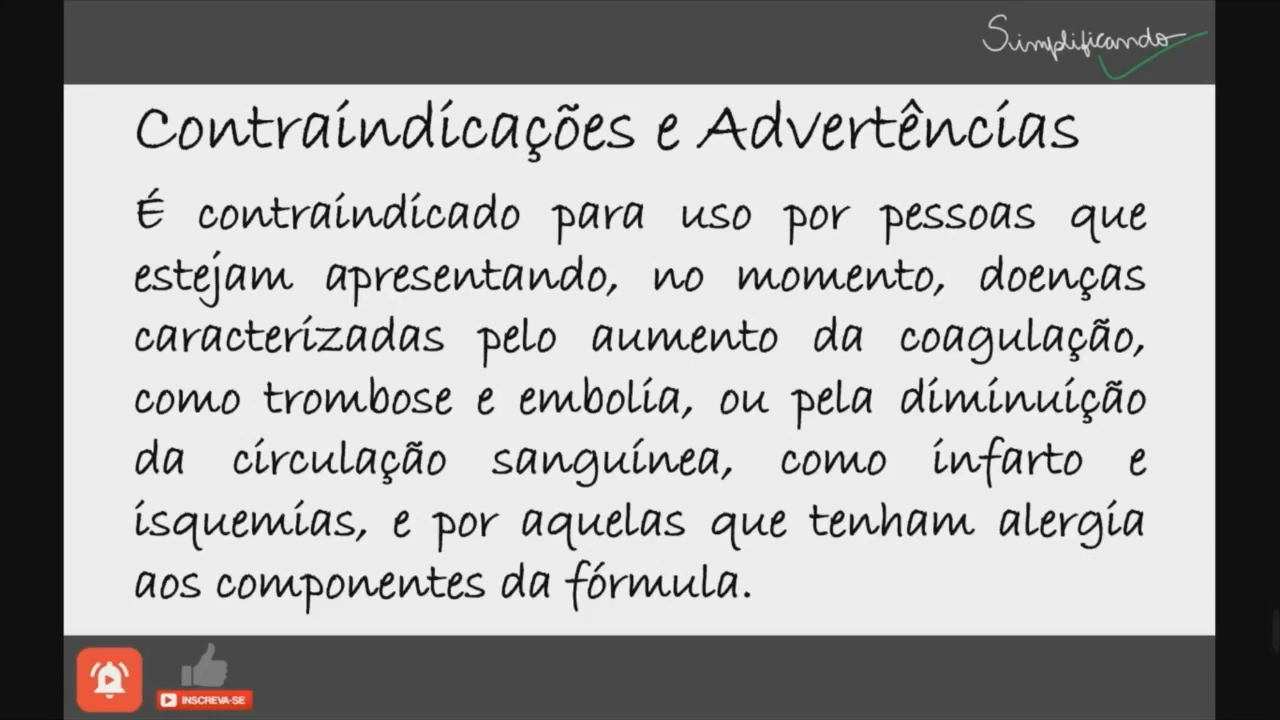 Simplificando
Contraindicações e Advertências
É contraindicado para uso por pessoas que
estejam apresentando, no momento, doenças
caracterizadas pelo aumento da coagulação,
como trombose e embolia, ou pela diminuição
da circulação sanguínea, como infarto e
isquemias, e por aquelas que tenham alergia
aos componentes da fórmula.
INSCREVA-SE